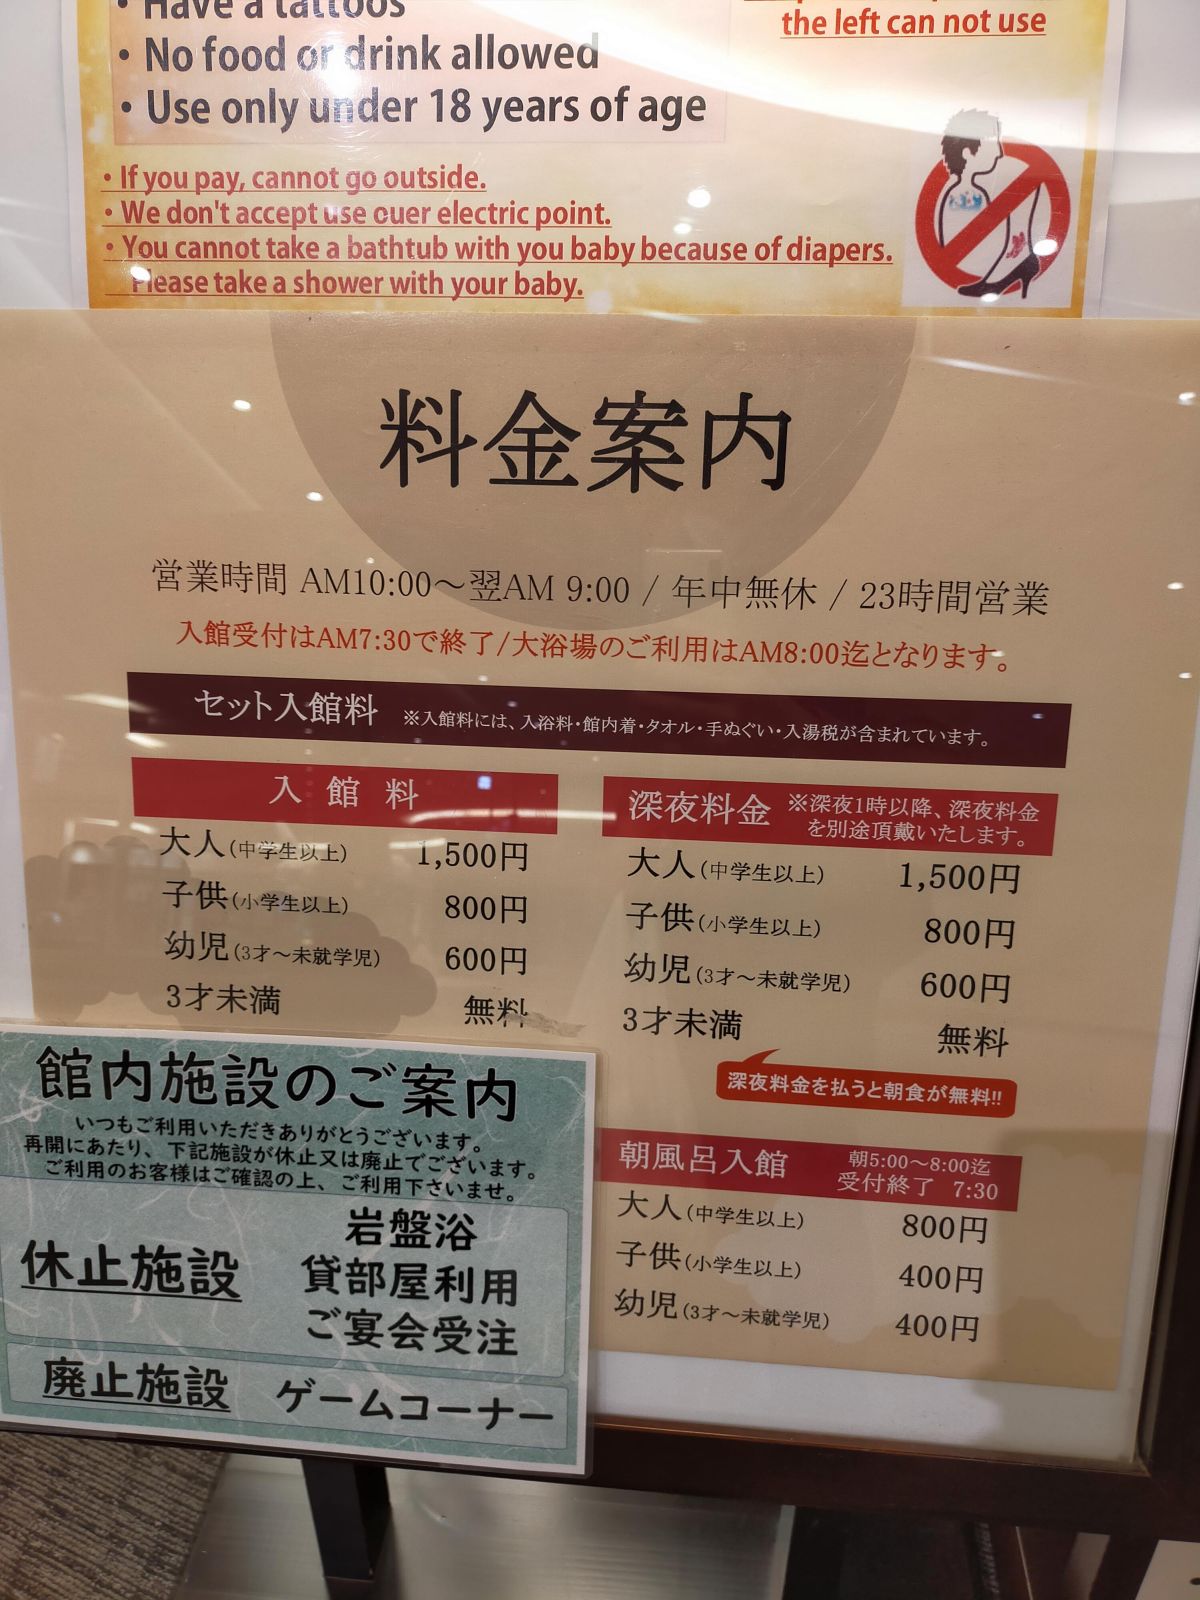 • Have a tattoos
• No food or drink allowed
• Use only under 18 years of age
the left can not use
• If you pay, cannot go outside.
• We don't accept use ouer electric point.
• You cannot take a bathtub with you baby because of diapers.
Please take a shower with your baby.
料金案内
営業時間 AM10:00～翌AM 9:00 / 年中無休 / 23時間営業
入館受付はAM7:30で終了/大浴場のご利用はAM8:00迄となります。
セット入館料 ※入館料には、入浴料・館内着・タオル・手ぬぐい・入湯税が含まれています。
入館料
大人(中学生以上) 1,500円
子供(小学生以上) 800円
幼児(3才～未就学児) 600円
3才未満 無料
深夜料金 ※深夜1時以降、深夜料金
を別途頂戴いたします。
大人(中学生以上) 1,500円
子供(小学生以上) 800円
幼児(3才～未就学児) 600円
3才未満 無料
深夜料金を払うと朝食が無料!!
朝風呂入館 朝5:00～8:00迄
受付終了 7:30
大人(中学生以上) 800円
子供(小学生以上) 400円
幼児(3才～未就学児) 400円
館内施設のご案内
いつもご利用いただきありがとうございます。
再開にあたり、下記施設が休止又は廃止でございます。
ご利用のお客様はご確認の上、ご利用下さいませ。
休止施設
岩盤浴
貸部屋利用
ご宴会受注
廃止施設 ゲームコーナー